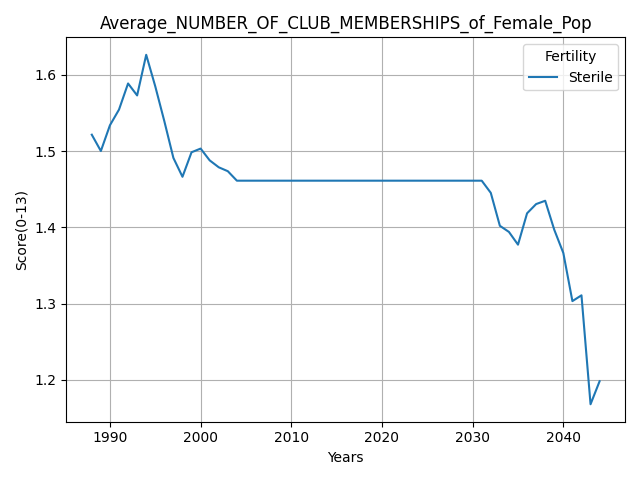 Average_NUMBER_OF_CLUB_MEMBERSHIPS_of_Female_Pop
Fertility
Sterile
Score(0-13)
1.6
1.5
1.4
1.3
1.2
1990 2000 2010 2020 2030 2040
Years